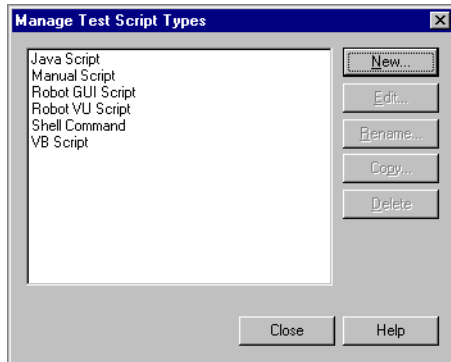 Manage Test Script Types
Java Script
Manual Script
Robot GUI Script
Robot VU Script
Shell Command
VB Script
New...
Edit...
Rename...
Copy...
Delete
Close
Help